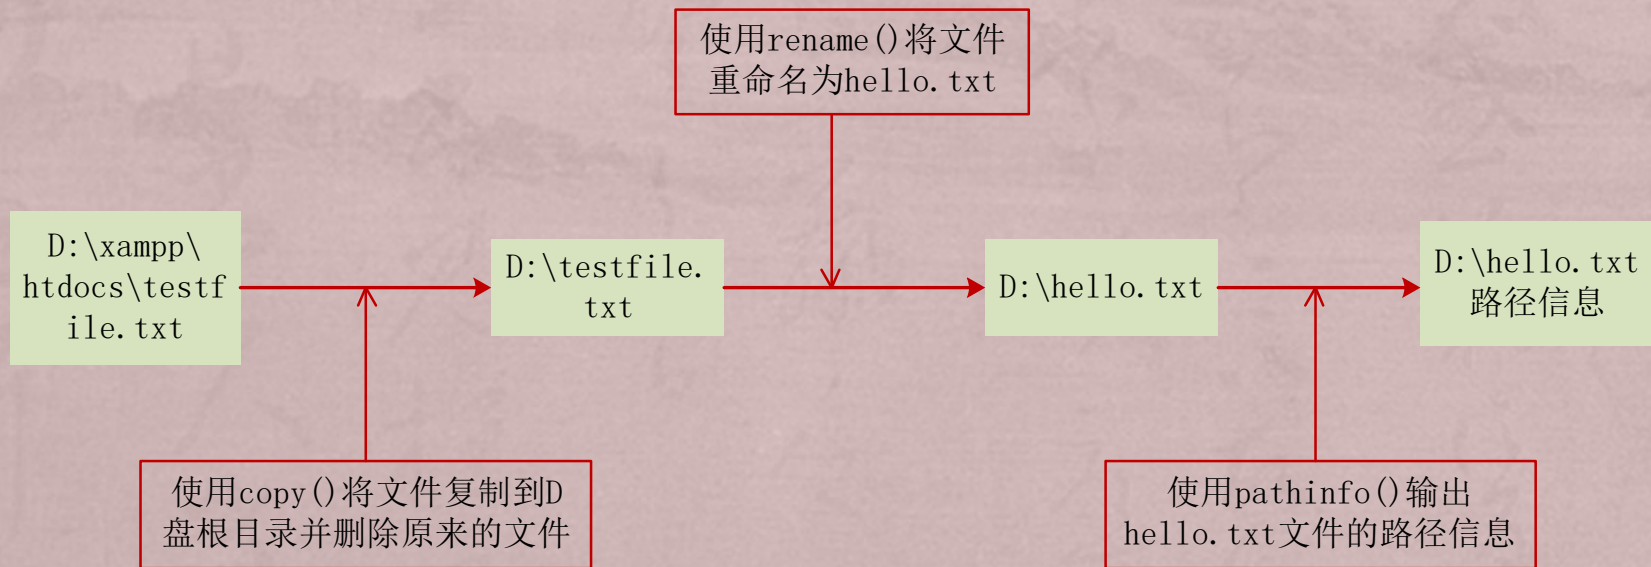 使用rename()将文件
重命名为hello.txt
D:\xampp\
htdocs\testf
ile.txt
D:\testfile.
txt
D:\hello.txt
D:\hello.txt
路径信息
使用copy()将文件复制到D
盘根目录并删除原来的文件
使用pathinfo()输出
hello.txt文件的路径信息